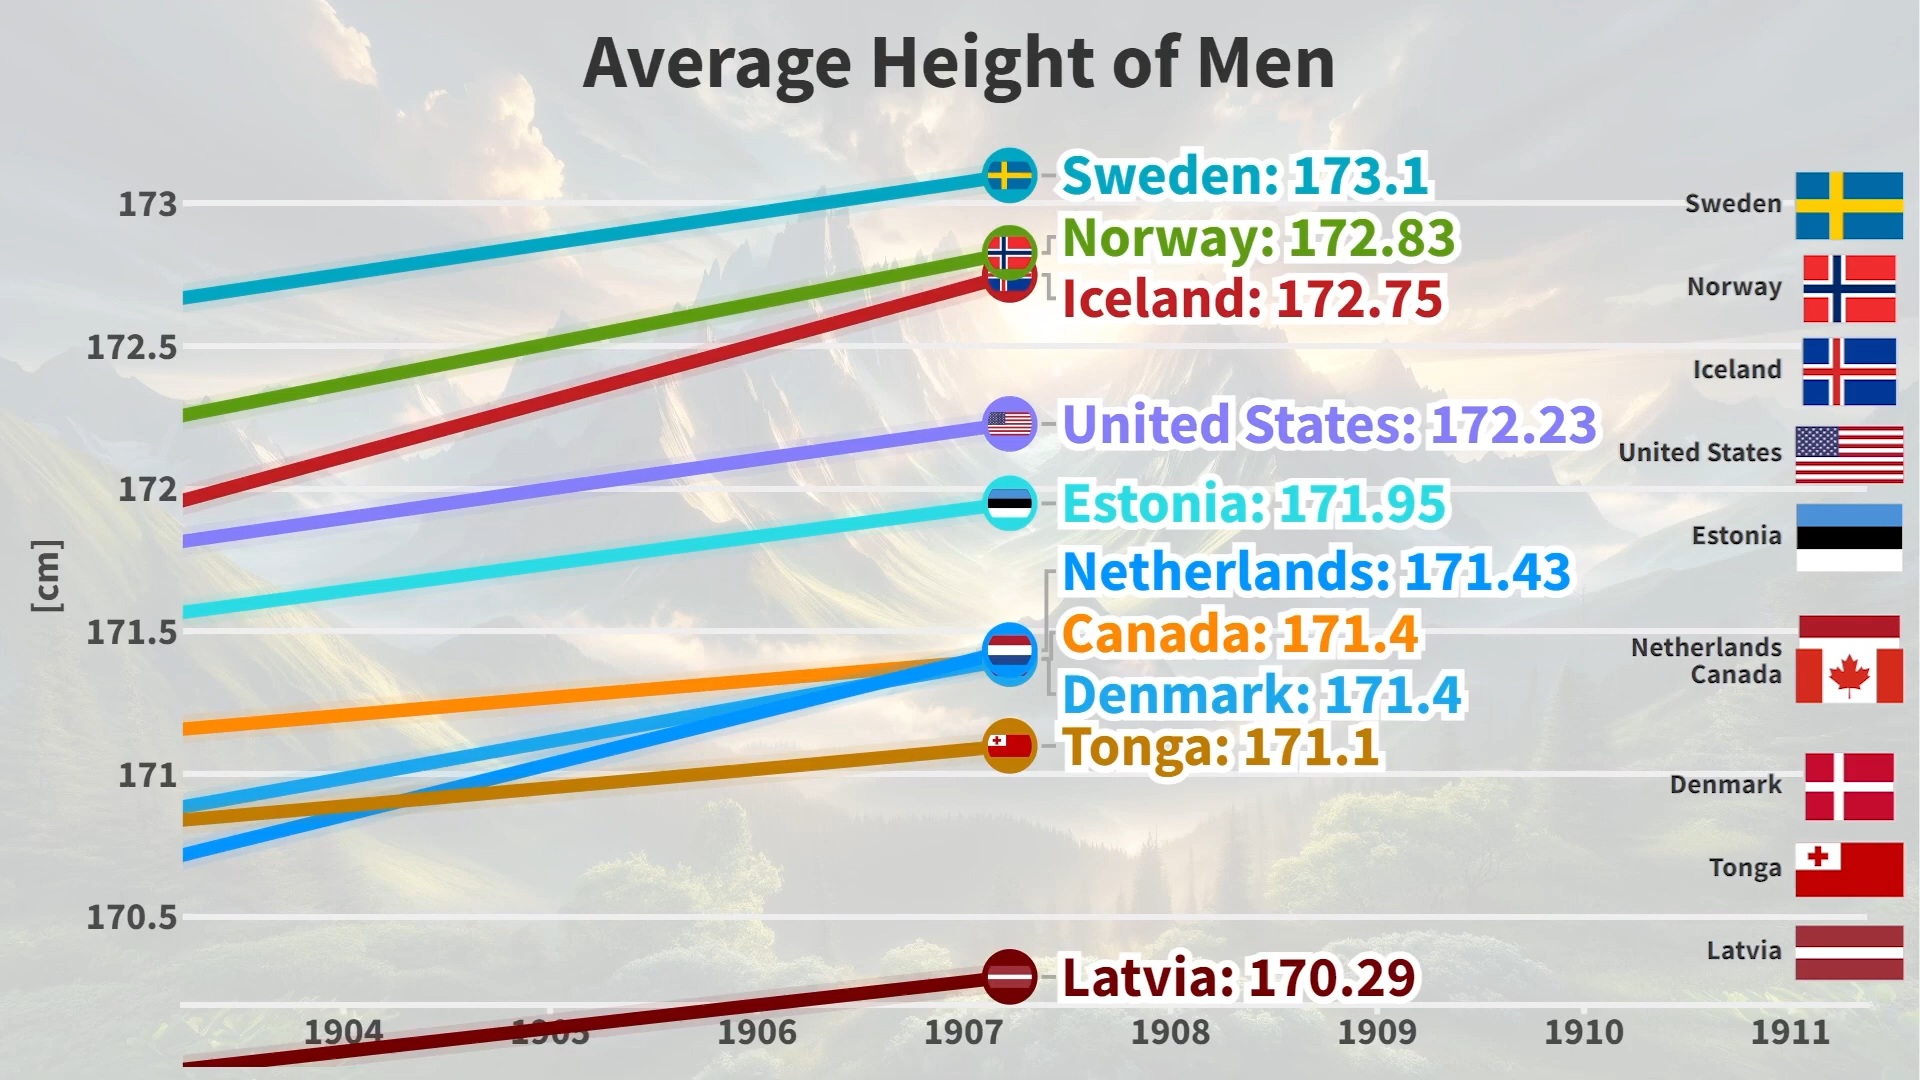 Average Height of Men
173
172.5
172
171.5
171
170.5
[cm]
Sweden: 173.1
Norway: 172.83
Iceland: 172.75
United States: 172.23
Estonia: 171.95
Netherlands: 171.43
Canada: 171.4
Denmark: 171.4
Tonga: 171.1
Latvia: 170.29
Sweden
Norway
Iceland
United States
Estonia
Netherlands
Canada
Denmark
Tonga
Latvia
1904 1905 1906 1907 1908 1909 1910 1911